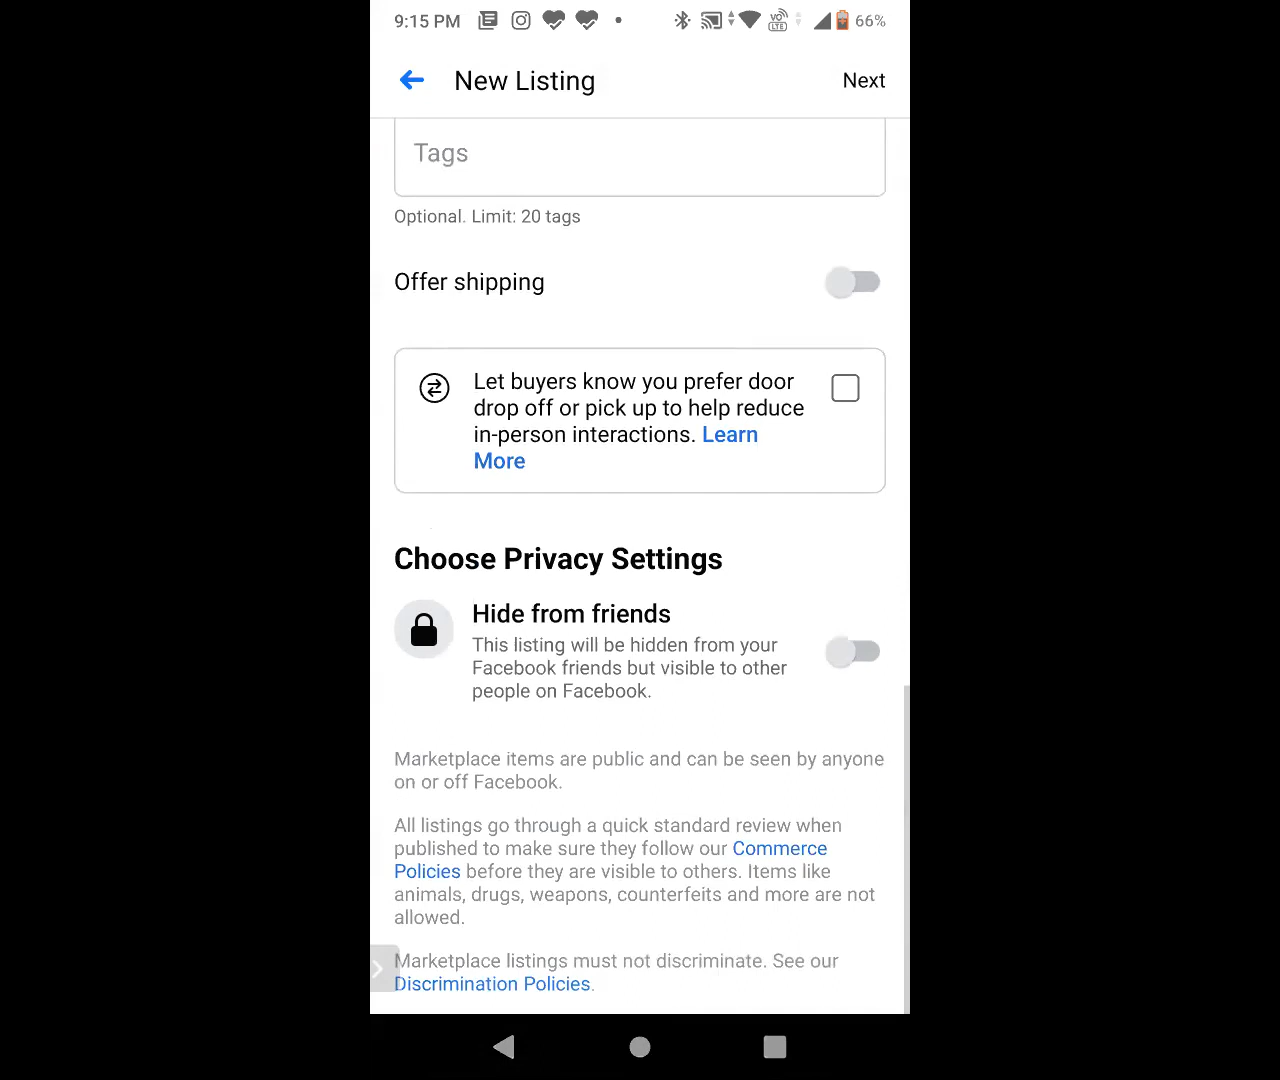 9:15 PM VO LTE 66%
New Listing Next
Tags
Optional. Limit: 20 tags
Offer shipping
Let buyers know you prefer door
drop off or pick up to help reduce
in-person interactions. Learn
More
Choose Privacy Settings
Hide from friends
This listing will be hidden from your
Facebook friends but visible to other
people on Facebook.
Marketplace items are public and can be seen by anyone
on or off Facebook.
All listings go through a quick standard review when
published to make sure they follow our Commerce
Policies before they are visible to others. Items like
animals, drugs, weapons, counterfeits and more are not
allowed.
Marketplace listings must not discriminate. See our
Discrimination Policies.